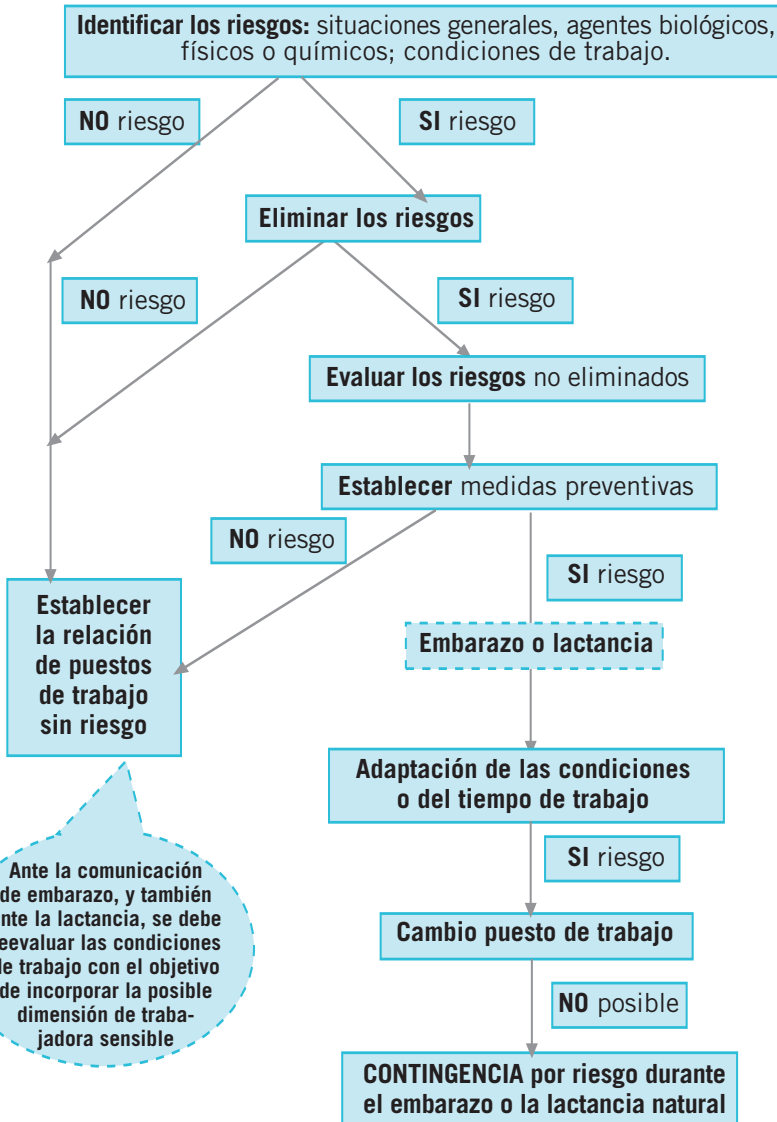 Identificar los riesgos: situaciones generales, agentes biológicos,
físicos o químicos; condiciones de trabajo.
NO riesgo
SI riesgo
Eliminar los riesgos
NO riesgo
SI riesgo
Evaluar los riesgos no eliminados
Establecer medidas preventivas
NO riesgo
SI riesgo
Establecer
la relación
de puestos
de trabajo
sin riesgo
Embarazo o lactancia
Adaptación de las condiciones
o del tiempo de trabajo
SI riesgo
Ante la comunicación
de embarazo, y también
nte la lactancia, se debe
eevaluar las condiciones
de trabajo con el objetivo
de incorporar la posible
dimensión de traba-
jadora sensible
Cambio puesto de trabajo
NO posible
CONTINGENCIA por riesgo durante
el embarazo o la lactancia natural